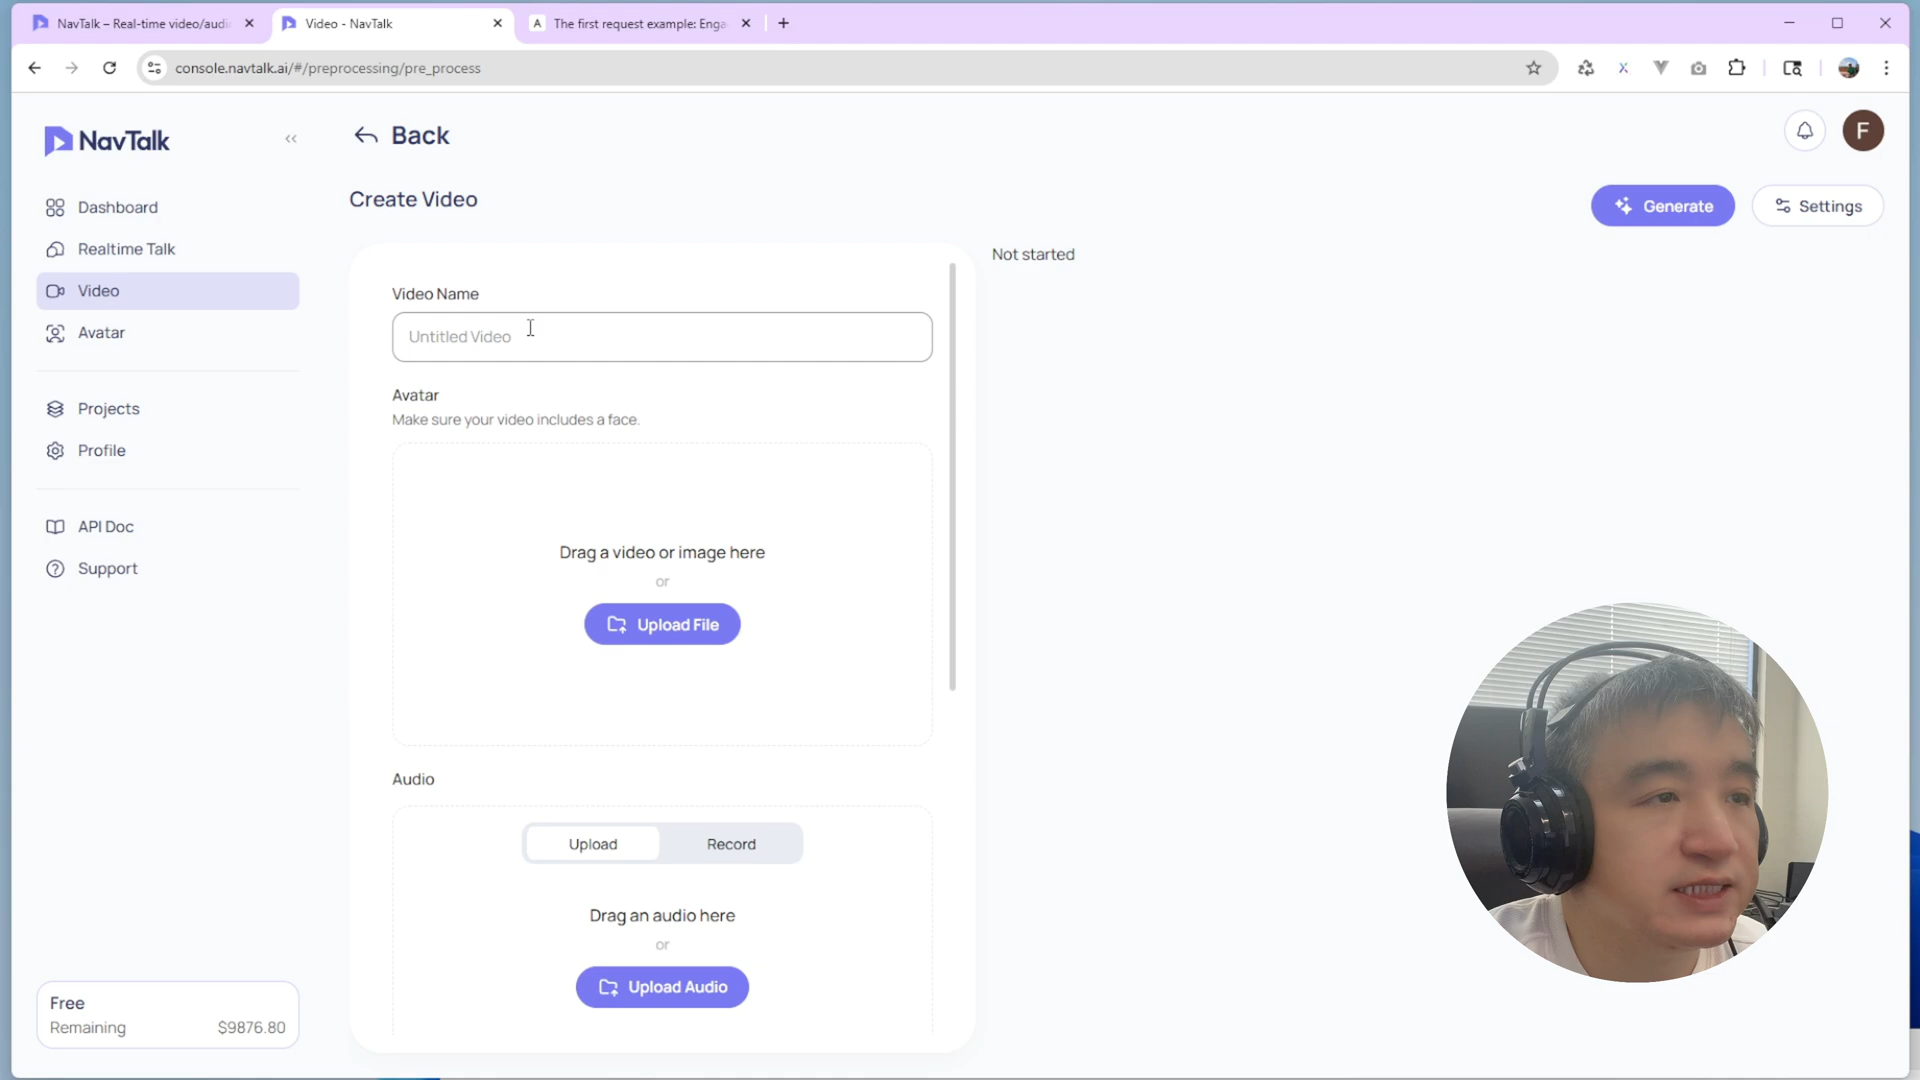 NavTalk – Real-time video/audi
Video - NavTalk
A
The first request example: Enga
console.navtalk.ai/#/preprocessing/pre_process
NavTalk
Back
F
Create Video
Generate
Settings
Dashboard
Realtime Talk
Video
Avatar
Projects
Profile
API Doc
Support
Not started
Video Name
Untitled Video
Avatar
Make sure your video includes a face.
Drag a video or image here
or
Upload File
Audio
Upload
Record
Drag an audio here
or
Upload Audio
Free
Remaining
$9876.80